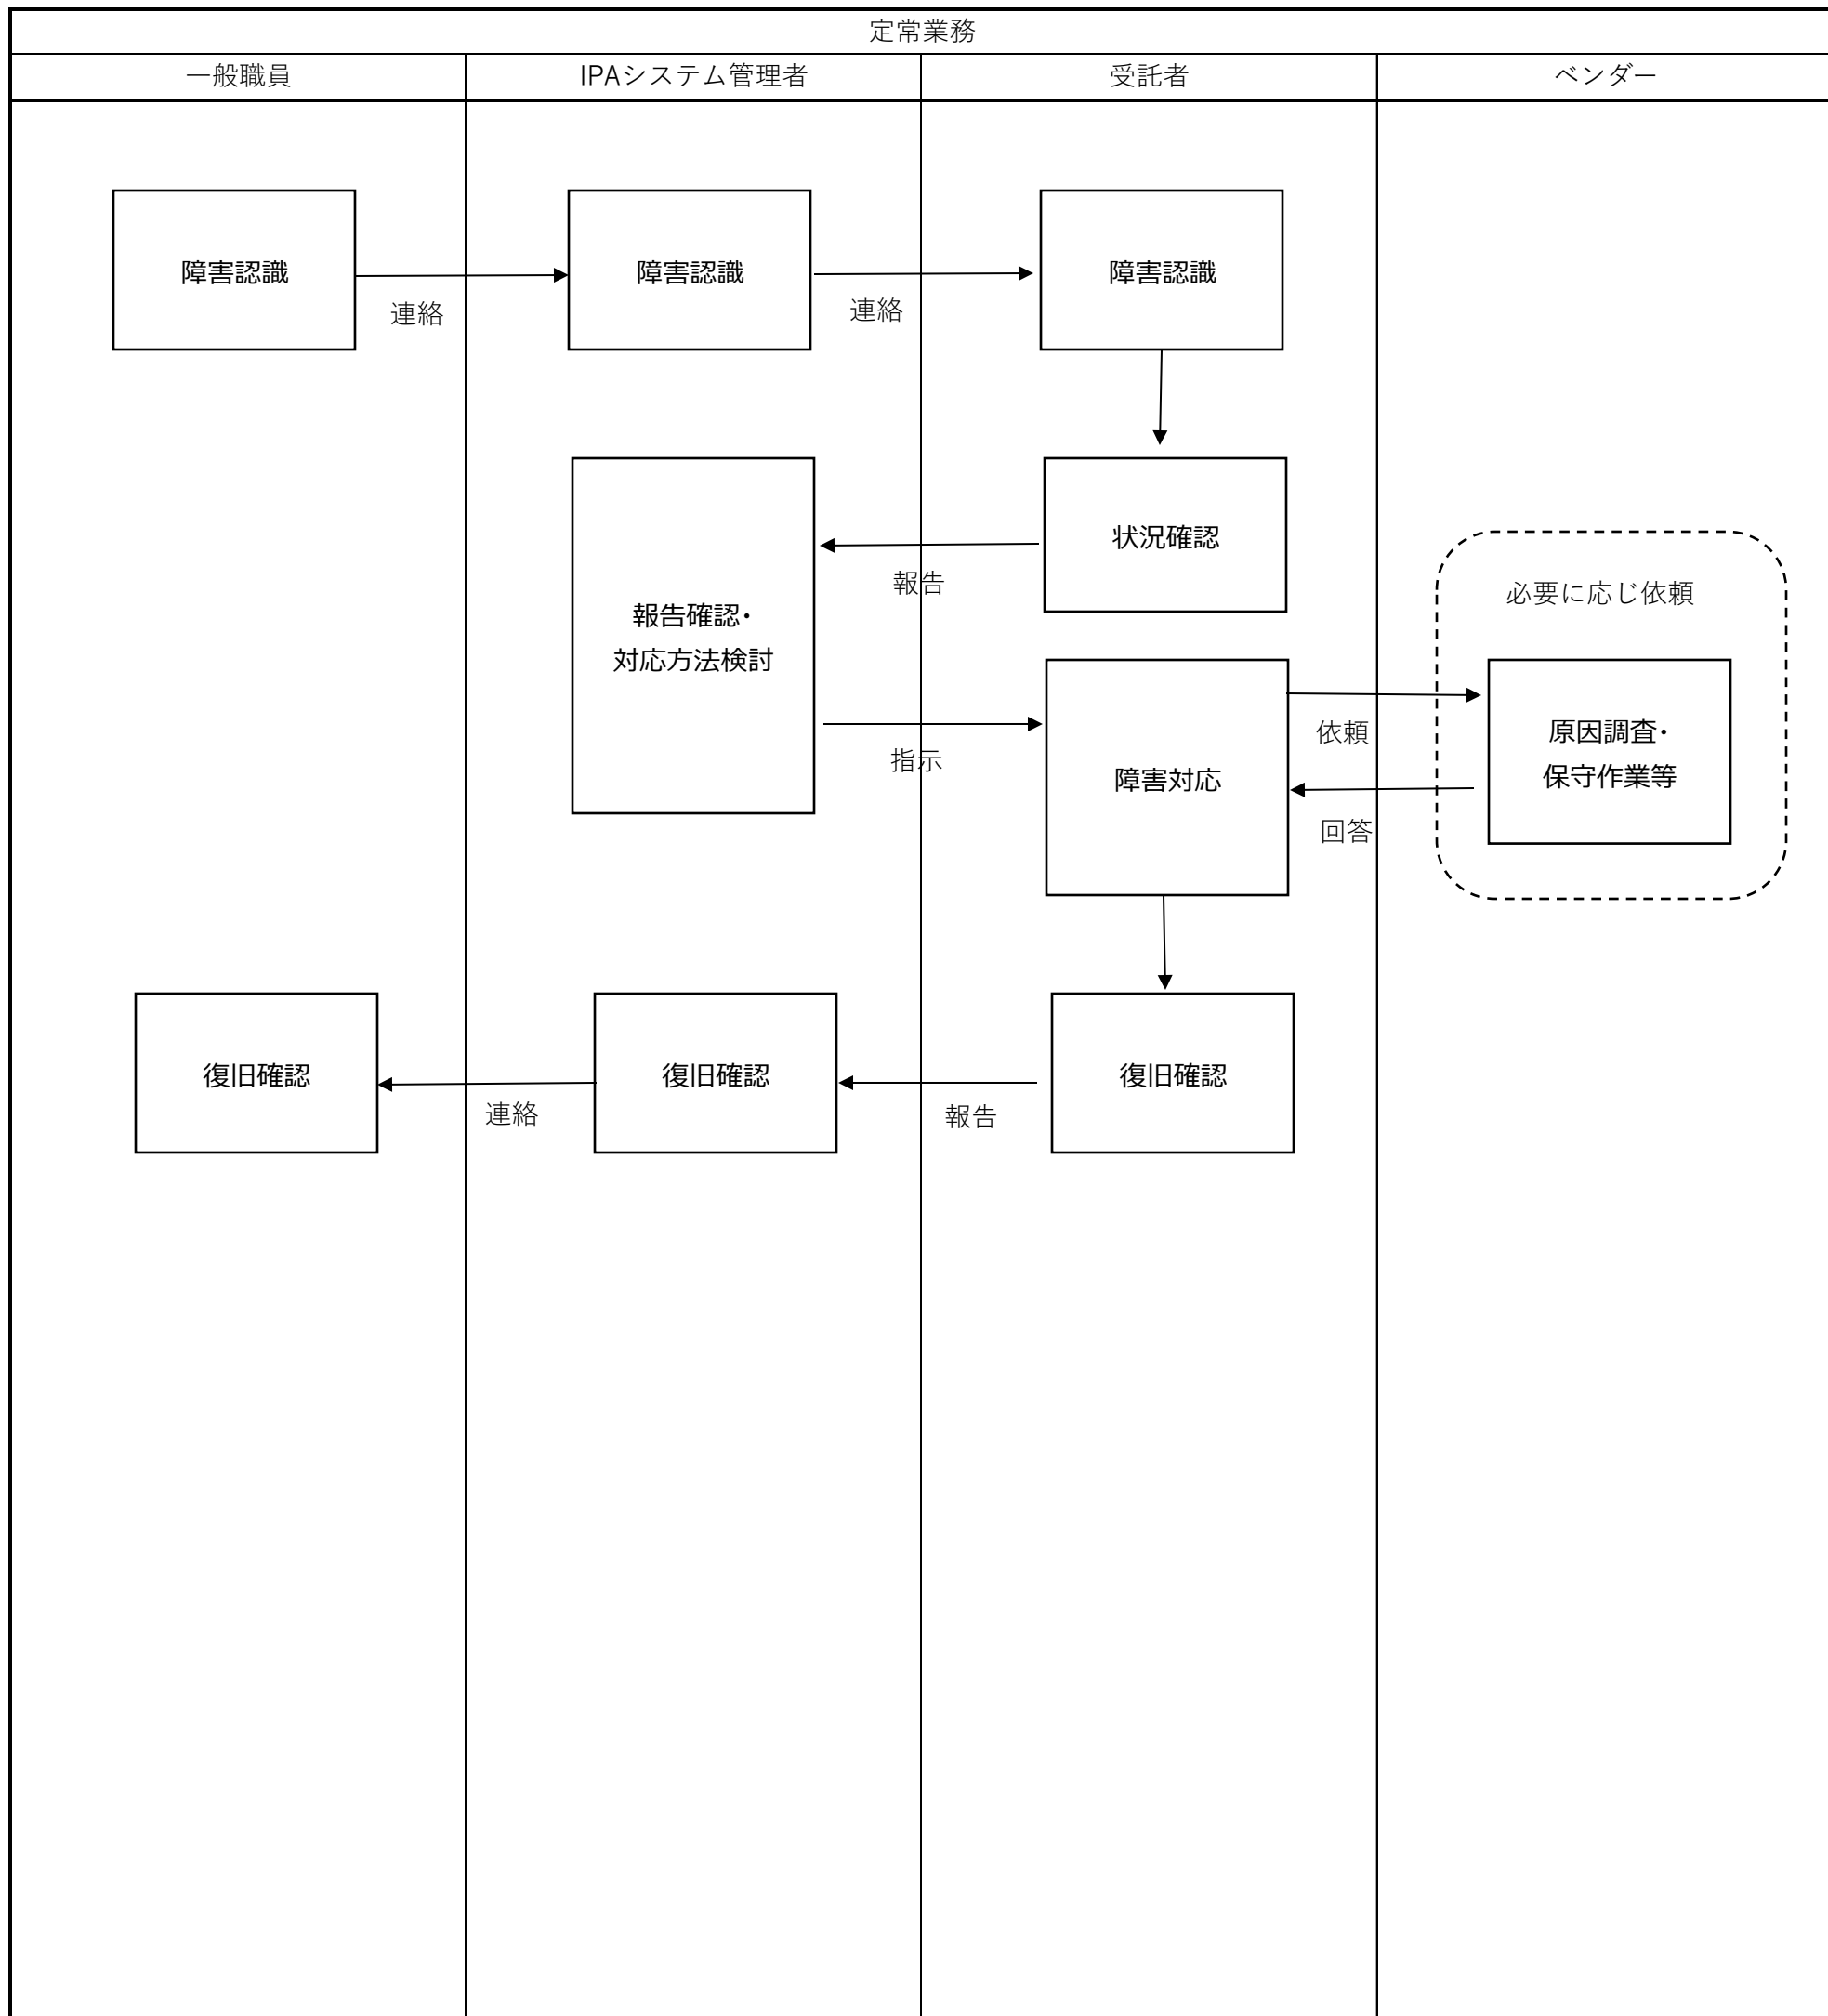 定常業務
一般職員
IPAシステム管理者
受託者
ベンダー
障害認識
連絡
障害認識
連絡
障害認識
状況確認
報告
報告確認・
対応方法検討
指示
必要に応じ依頼
障害対応
依頼
回答
原因調査・
保守作業等
復旧確認
連絡
復旧確認
報告
復旧確認